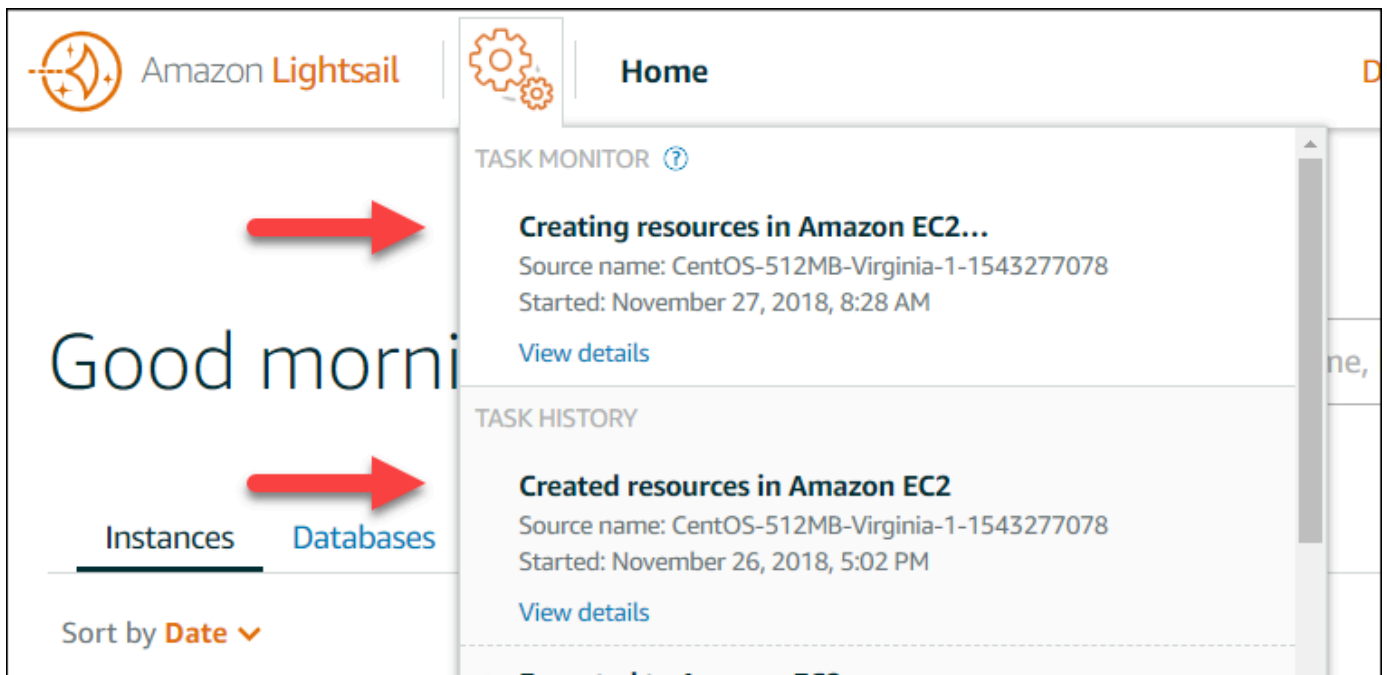 Amazon Lightsail
Home
D
TASK MONITOR ?
Creating resources in Amazon EC2...
Source name: CentOS-512MB-Virginia-1-1543277078
Started: November 27, 2018, 8:28 AM
View details
Good morni
ne,
TASK HISTORY
Created resources in Amazon EC2
Source name: CentOS-512MB-Virginia-1-1543277078
Started: November 26, 2018, 5:02 PM
View details
Instances
Databases
Sort by Date